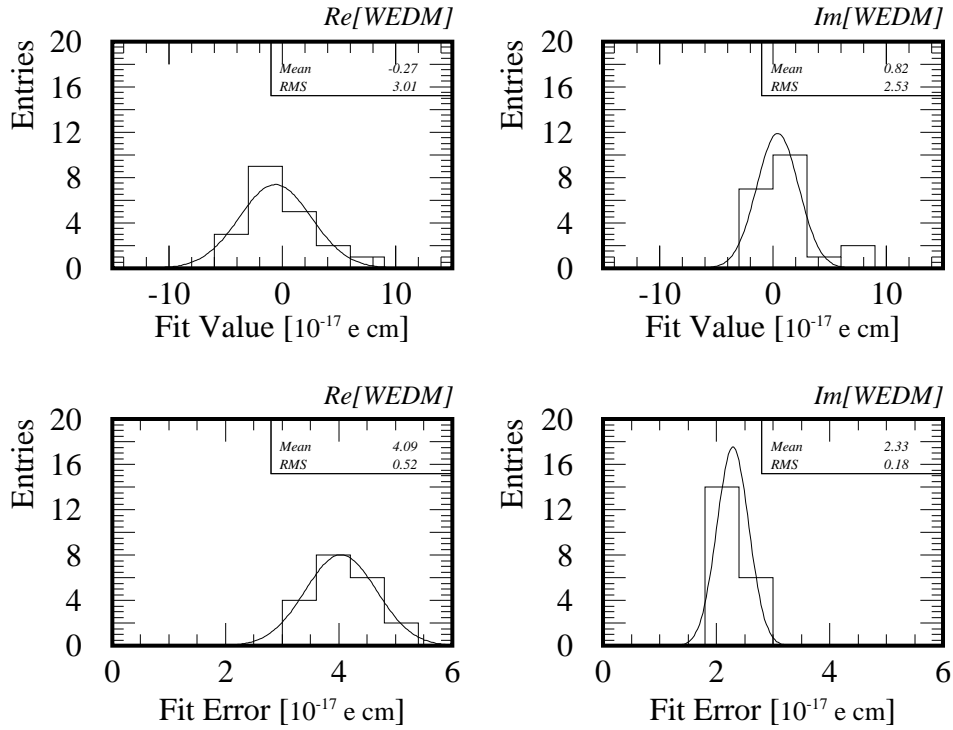 Re[WEDM]
Entries
20
16
12
8
4
0
Mean -0.27
RMS 3.01
-10 0 10
Fit Value [10⁻¹⁷ e cm]
Im[WEDM]
Entries
20
16
12
8
4
0
Mean 0.82
RMS 2.53
-10 0 10
Fit Value [10⁻¹⁷ e cm]
Re[WEDM]
Entries
20
16
12
8
4
0
Mean 4.09
RMS 0.52
0 2 4 6
Fit Error [10⁻¹⁷ e cm]
Im[WEDM]
Entries
20
16
12
8
4
0
Mean 2.33
RMS 0.18
0 2 4 6
Fit Error [10⁻¹⁷ e cm]